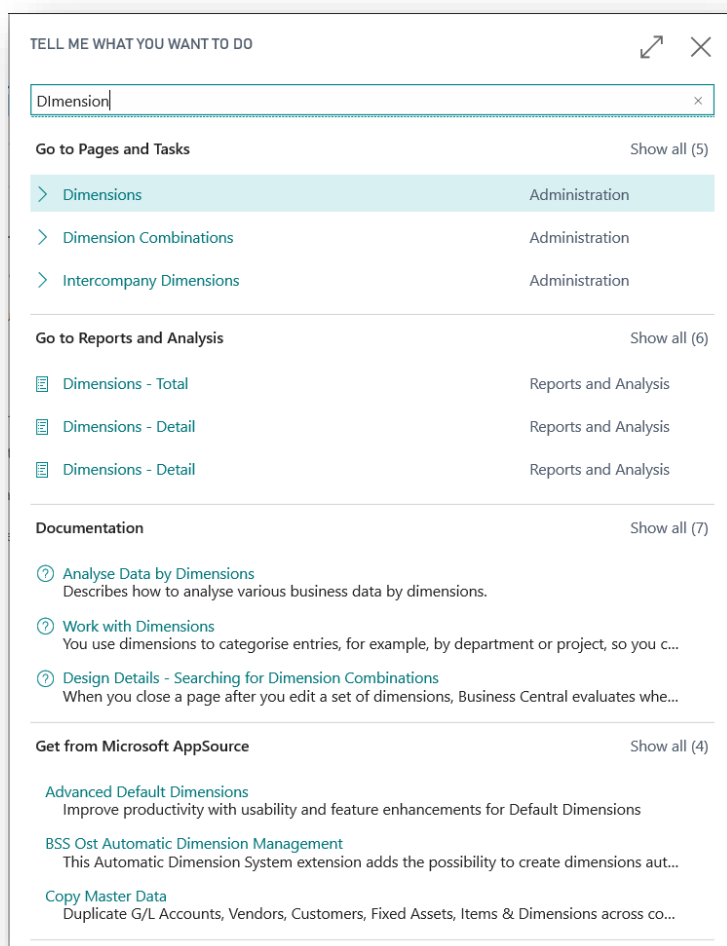 TELL ME WHAT YOU WANT TO DO
DImension
Go to Pages and Tasks Show all (5)
Dimensions Administration
Dimension Combinations Administration
Intercompany Dimensions Administration
Go to Reports and Analysis Show all (6)
Dimensions - Total Reports and Analysis
Dimensions - Detail Reports and Analysis
Dimensions - Detail Reports and Analysis
Documentation Show all (7)
Analyse Data by Dimensions
Describes how to analyse various business data by dimensions.
Work with Dimensions
You use dimensions to categorise entries, for example, by department or project, so you c...
Design Details - Searching for Dimension Combinations
When you close a page after you edit a set of dimensions, Business Central evaluates whe...
Get from Microsoft AppSource Show all (4)
Advanced Default Dimensions
Improve productivity with usability and feature enhancements for Default Dimensions
BSS Ost Automatic Dimension Management
This Automatic Dimension System extension adds the possibility to create dimensions aut...
Copy Master Data
Duplicate G/L Accounts, Vendors, Customers, Fixed Assets, Items & Dimensions across co...